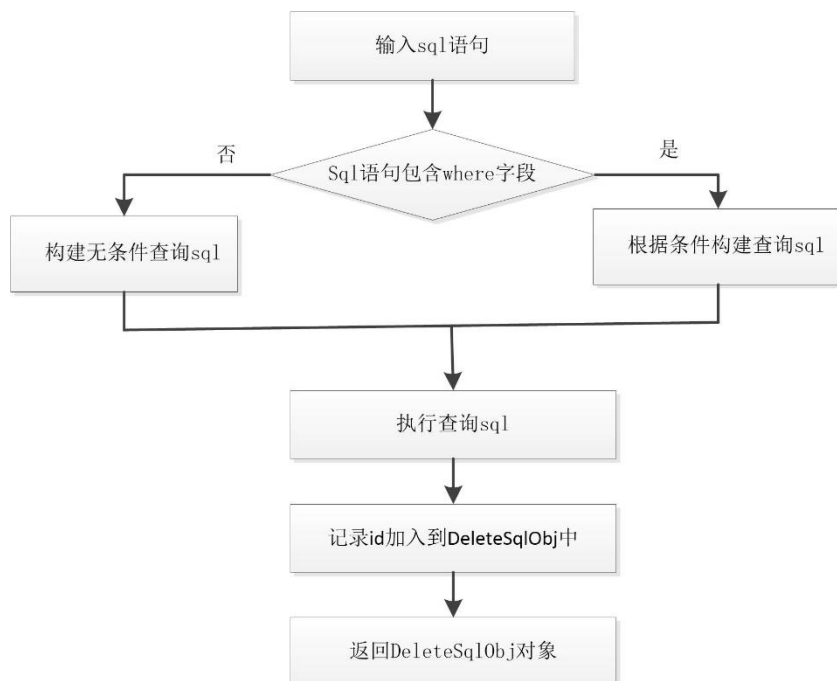 输入sql语句
否
是
Sql语句包含where字段
构建无条件查询sql
根据条件构建查询sql
执行查询sql
记录id加入到DeleteSqlObj中
返回DeleteSqlObj对象